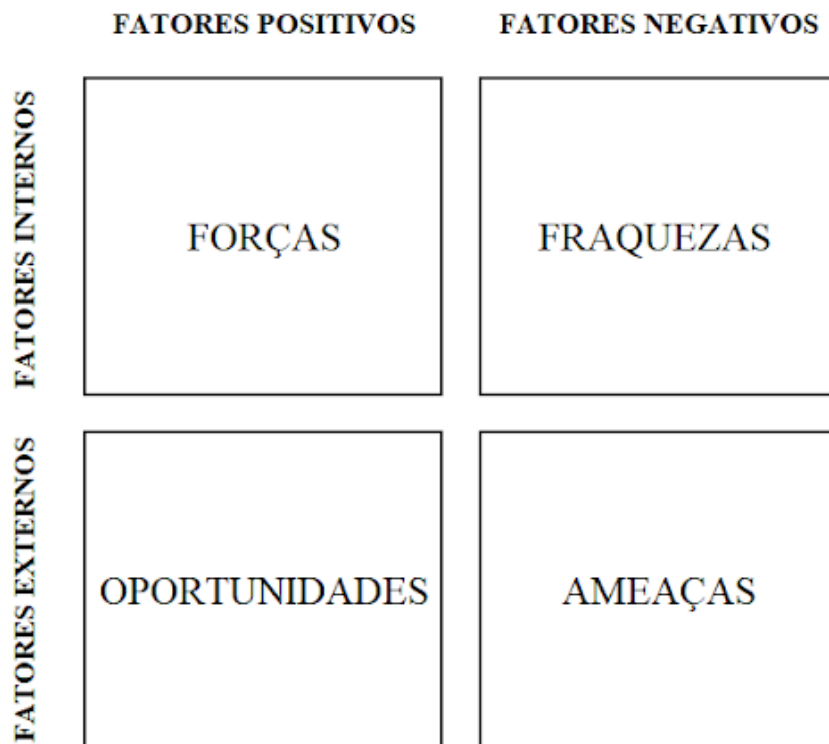 FATORES POSITIVOS
FATORES NEGATIVOS
FATORES INTERNOS
FORÇAS
FRAQUEZAS
FATORES EXTERNOS
OPORTUNIDADES
AMEAÇAS